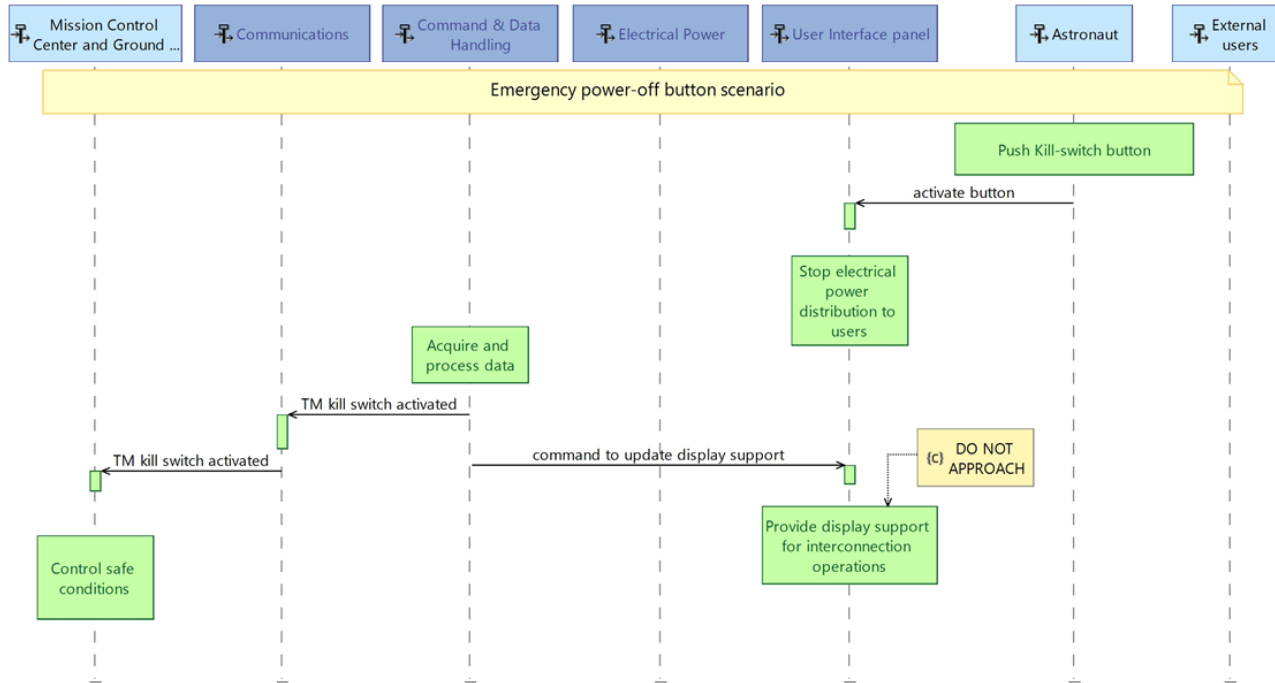 Mission Control
Center and Ground ...
Communications
Command & Data
Handling
Electrical Power
User Interface panel
Astronaut
External
users
Emergency power-off button scenario
Push Kill-switch button
activate button
Stop electrical
power
distribution to
users
Acquire and
process data
TM kill switch activated
TM kill switch activated
command to update display support
{c} DO NOT
APPROACH
Provide display support
for interconnection
operations
Control safe
conditions